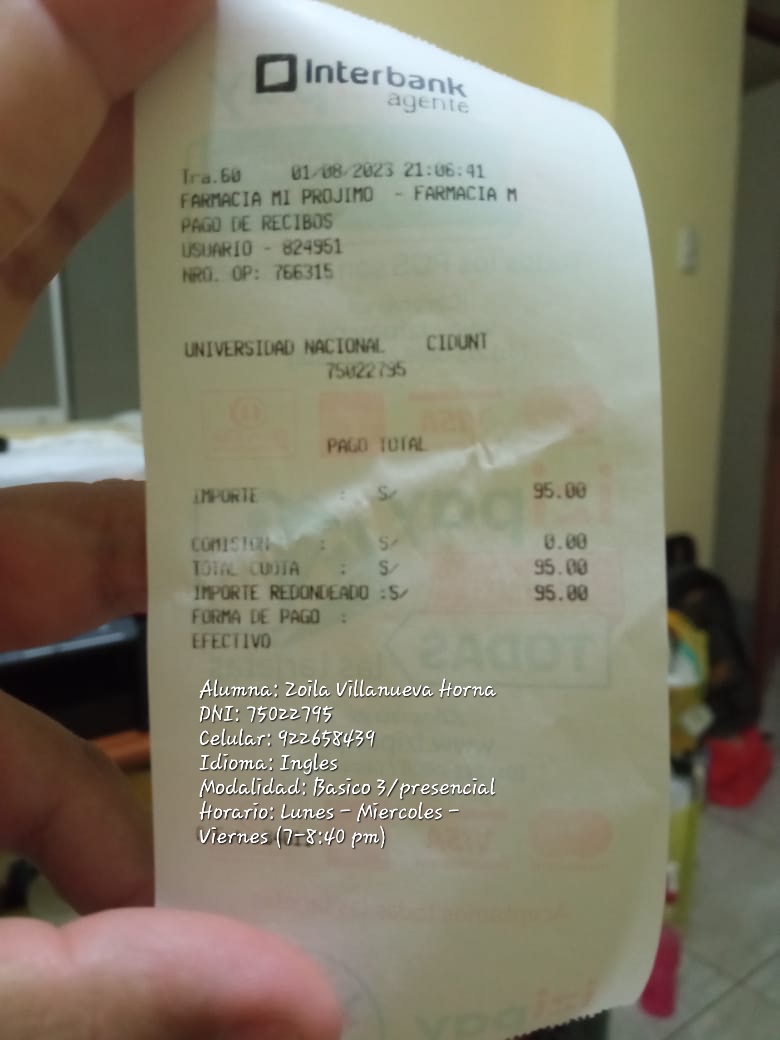 Interbank
agente
Tra.60 01/08/2023 21:06:41
FARMACIA MI PROJIMO - FARMACIA M
PAGO DE RECIBOS
USUARIO - 824951
NRO. OP: 766315
UNIVERSIDAD NACIONAL CIDUNT
75022795
PAGO TOTAL
IMPORTE : S/ 95.00
COMISION : S/ 0.00
TOTAL CUOTA : S/ 95.00
IMPORTE REDONDEADO :S/ 95.00
FORMA DE PAGO :
EFECTIVO
Alumna: Zoila Villanueva Horna
DNI: 75022795
Celular: 922658439
Idioma: Ingles
Modalidad: Basico 3/presencial
Horario: Lunes - Miercoles -
Viernes (7-8:40 pm)